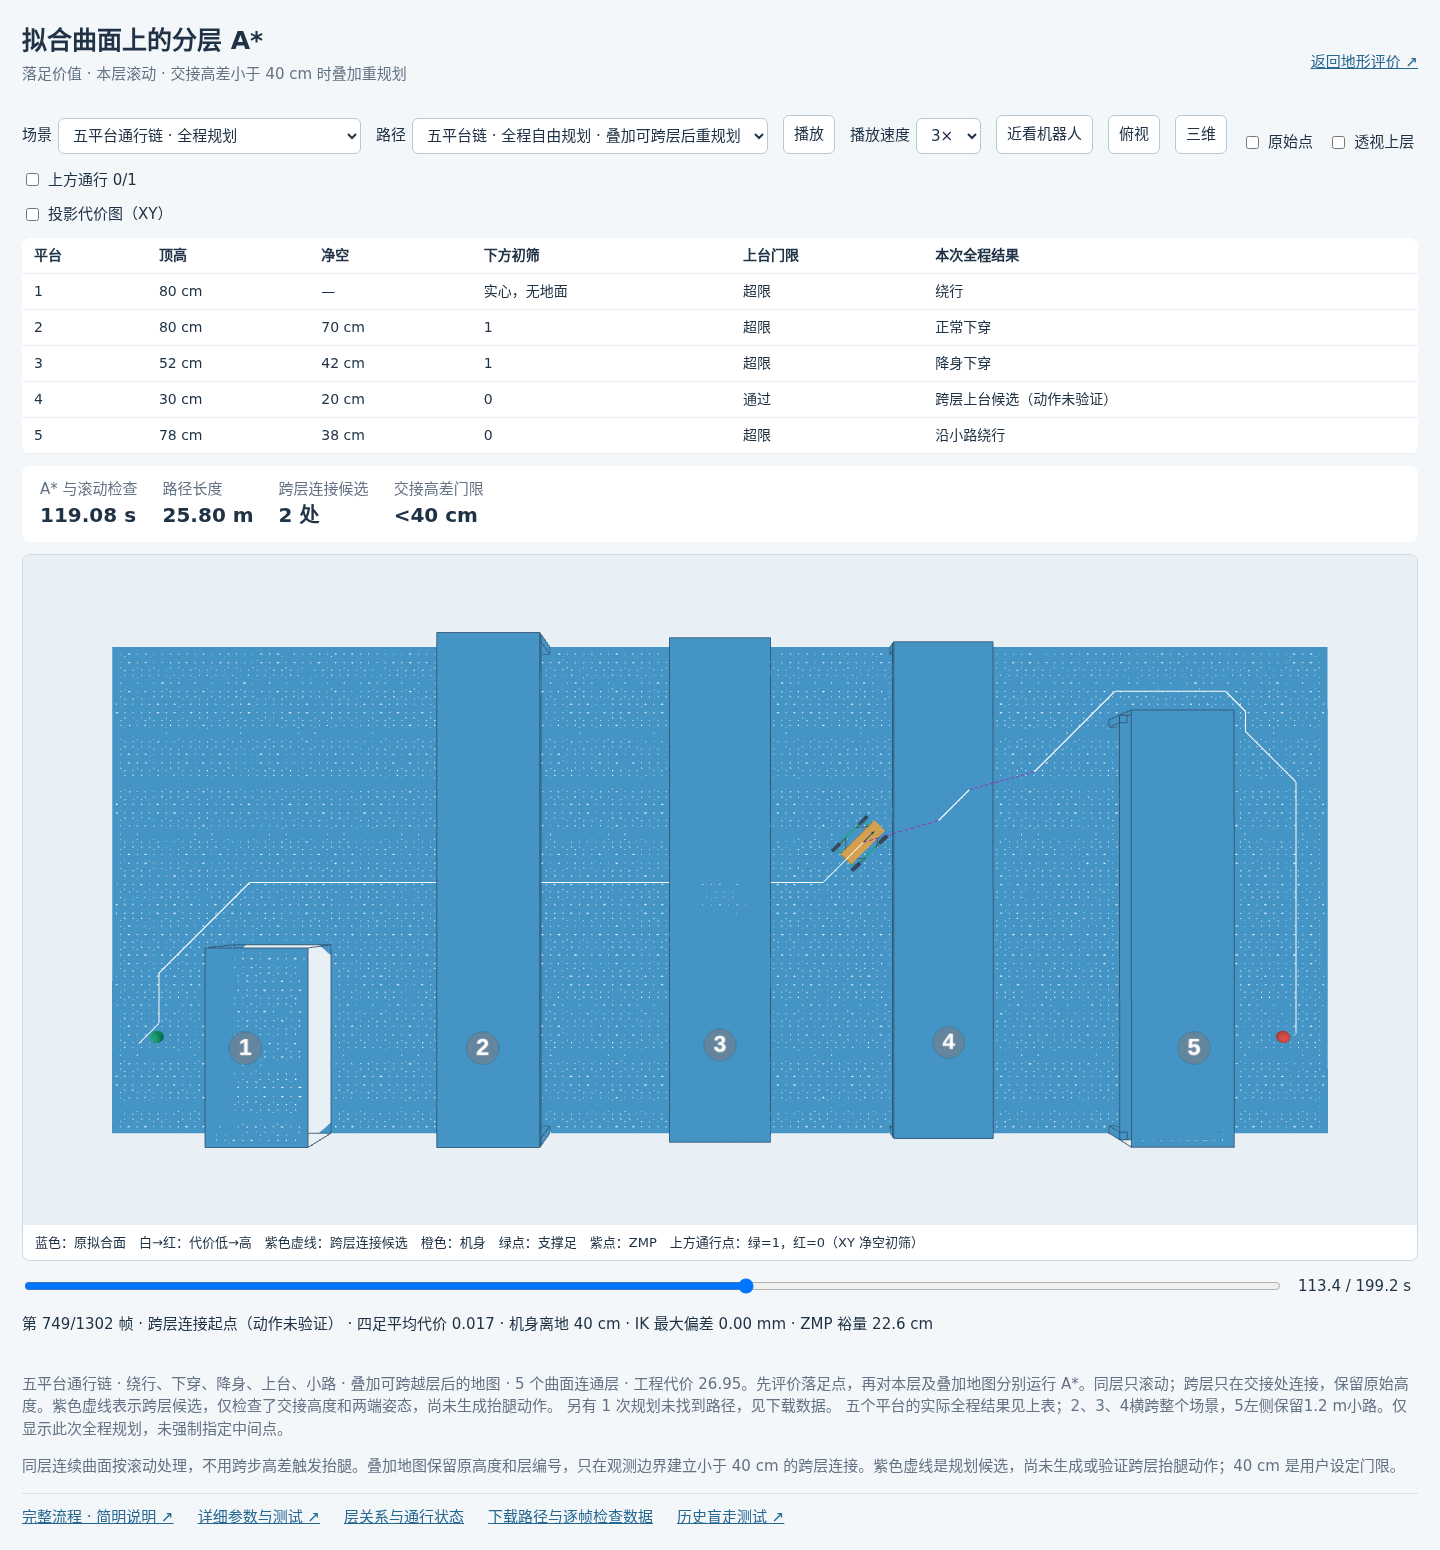 拟合曲面上的分层 A*
落足价值 · 本层滚动 · 交接高差小于 40 cm 时叠加重规划
返回地形评价 ↗
场景 五平台通行链 · 全程规划 路径 五平台链 · 全程自由规划 · 叠加可跨层后重规划 播放 播放速度 3× 近看机器人 俯视 三维 原始点 透视上层
上方通行 0/1
投影代价图（XY）
平台 顶高 净空 下方初筛 上台门限 本次全程结果
1 80 cm — 实心，无地面 超限 绕行
2 80 cm 70 cm 1 超限 正常下穿
3 52 cm 42 cm 1 超限 降身下穿
4 30 cm 20 cm 0 通过 跨层上台候选（动作未验证）
5 78 cm 38 cm 0 超限 沿小路绕行
A* 与滚动检查 路径长度 跨层连接候选 交接高差门限
119.08 s 25.80 m 2 处 <40 cm
1 2 3 4 5
蓝色：原拟合面 白→红：代价低→高 紫色虚线：跨层连接候选 橙色：机身 绿点：支撑足 紫点：ZMP 上方通行点：绿=1，红=0（XY 净空初筛）
113.4 / 199.2 s
第 749/1302 帧 · 跨层连接起点（动作未验证） · 四足平均代价 0.017 · 机身离地 40 cm · IK 最大偏差 0.00 mm · ZMP 裕量 22.6 cm
五平台通行链 · 绕行、下穿、降身、上台、小路 · 叠加可跨越层后的地图 · 5 个曲面连通层 · 工程代价 26.95。先评价落足点，再对本层及叠加地图分别运行 A*。同层只滚动；跨层只在交接处连接，保留原始高
度。紫色虚线表示跨层候选，仅检查了交接高度和两端姿态，尚未生成抬腿动作。 另有 1 次规划未找到路径，见下载数据。 五个平台的实际全程结果见上表；2、3、4横跨整个场景，5左侧保留1.2 m小路。仅
显示此次全程规划，未强制指定中间点。
同层连续曲面按滚动处理，不用跨步高差触发抬腿。叠加地图保留原高度和层编号，只在观测边界建立小于 40 cm 的跨层连接。紫色虚线是规划候选，尚未生成或验证跨层抬腿动作；40 cm 是用户设定门限。
完整流程 · 简明说明 ↗ 详细参数与测试 ↗ 层关系与通行状态 下载路径与逐帧检查数据 历史盲走测试 ↗